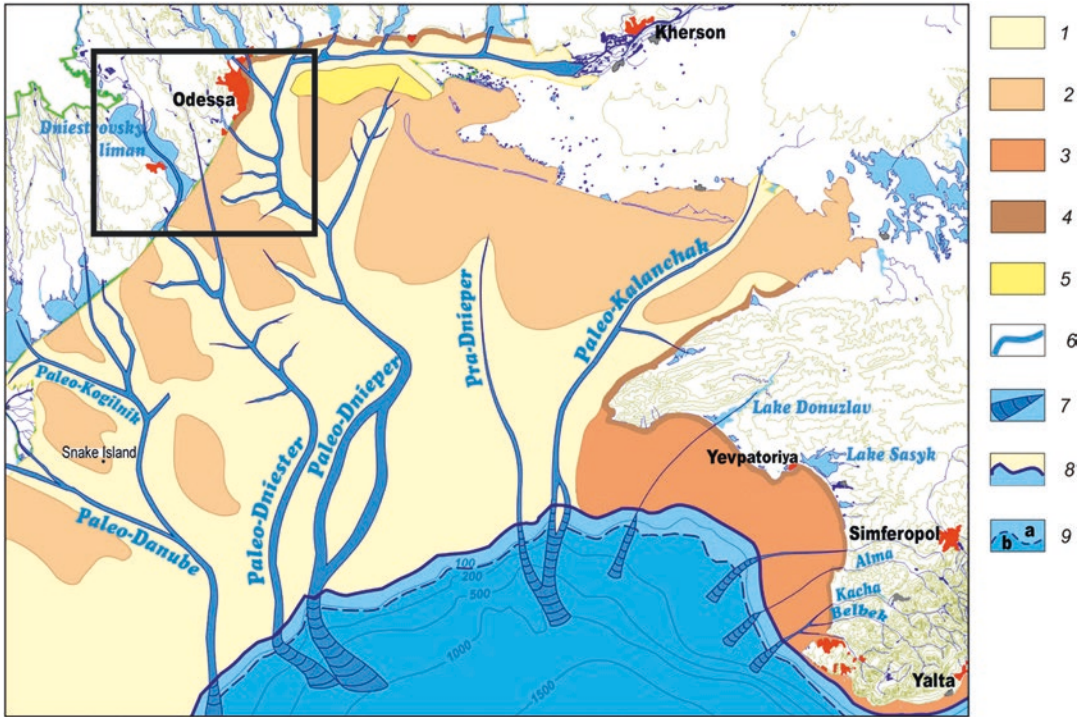 Kherson
Odessa
Dniestrovsky
liman
Paleo-Kogilnik
Snake Island
Paleo-Danube
Paleo-Dniester
Paleo-Dnieper
Pra-Dnieper
Paleo-Kalanchak
Lake Donuzlav
Yevpatoriya
Lake Sasyk
Simferopol
Alma
Kacha
Belbek
Yalta
100
200
500
1000
1500
1
2
3
4
5
6
7
8
a
b
9